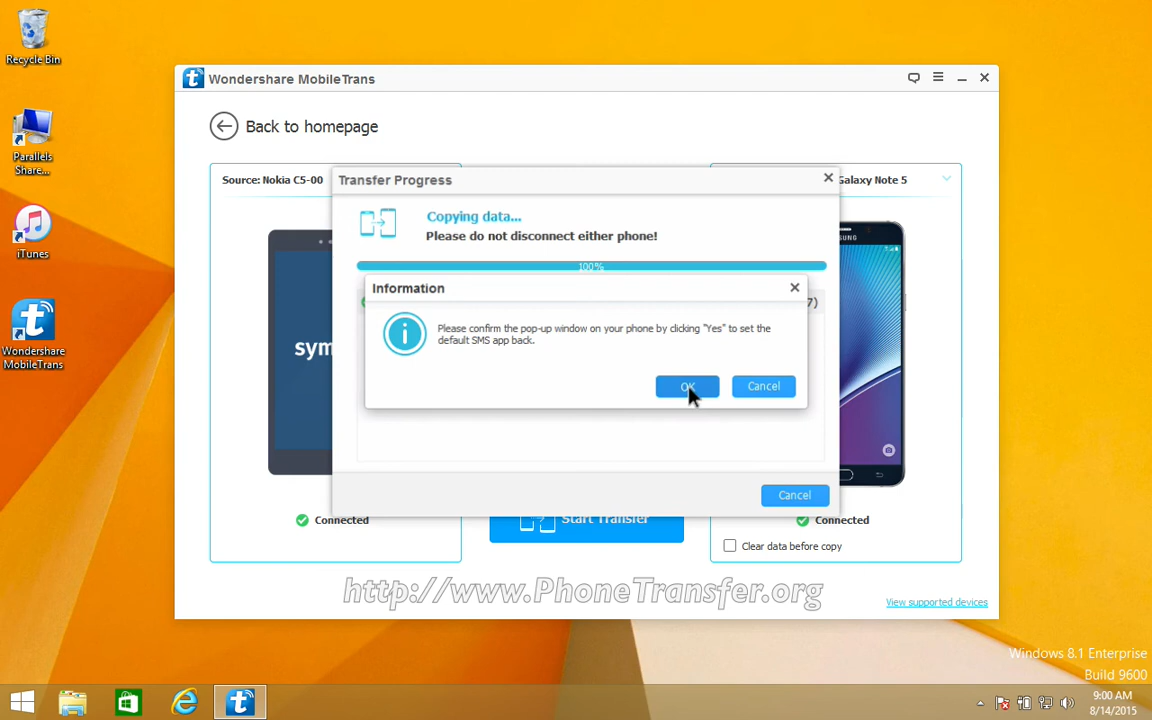 Recycle Bin
Parallels
Share...
iTunes
Wondershare
MobileTrans
Wondershare MobileTrans
Back to homepage
Source: Nokia C5-00
Galaxy Note 5
Transfer Progress
Copying data...
Please do not disconnect either phone!
100%
7)
Information
Please confirm the pop-up window on your phone by clicking "Yes" to set the
default SMS app back.
OK
Cancel
Cancel
Connected
Start Transfer
Connected
Clear data before copy
http://www.PhoneTransfer.org
View supported devices
Windows 8.1 Enterprise
Build 9600
9:00 AM
8/14/2015